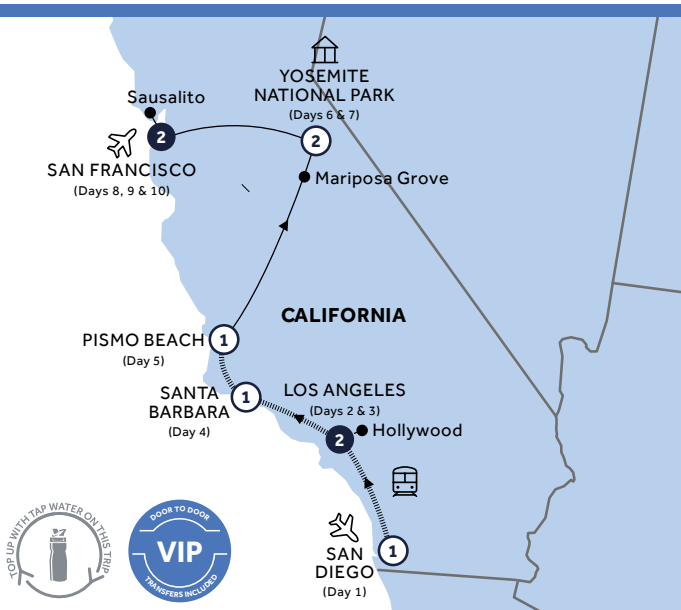 YOSEMITE
NATIONAL PARK
(Days 6 & 7)
2
Sausalito
2
SAN FRANCISCO
(Days 8, 9 & 10)
Mariposa Grove
CALIFORNIA
PISMO BEACH
(Day 5)
1
SANTA
BARBARA
(Day 4)
1
LOS ANGELES
(Days 2 & 3)
2
Hollywood
SAN
DIEGO
(Day 1)
1
TOP UP WITH TAP WATER ON THIS TRIP
DOOR TO DOOR
VIP
TRANSFERS INCLUDED